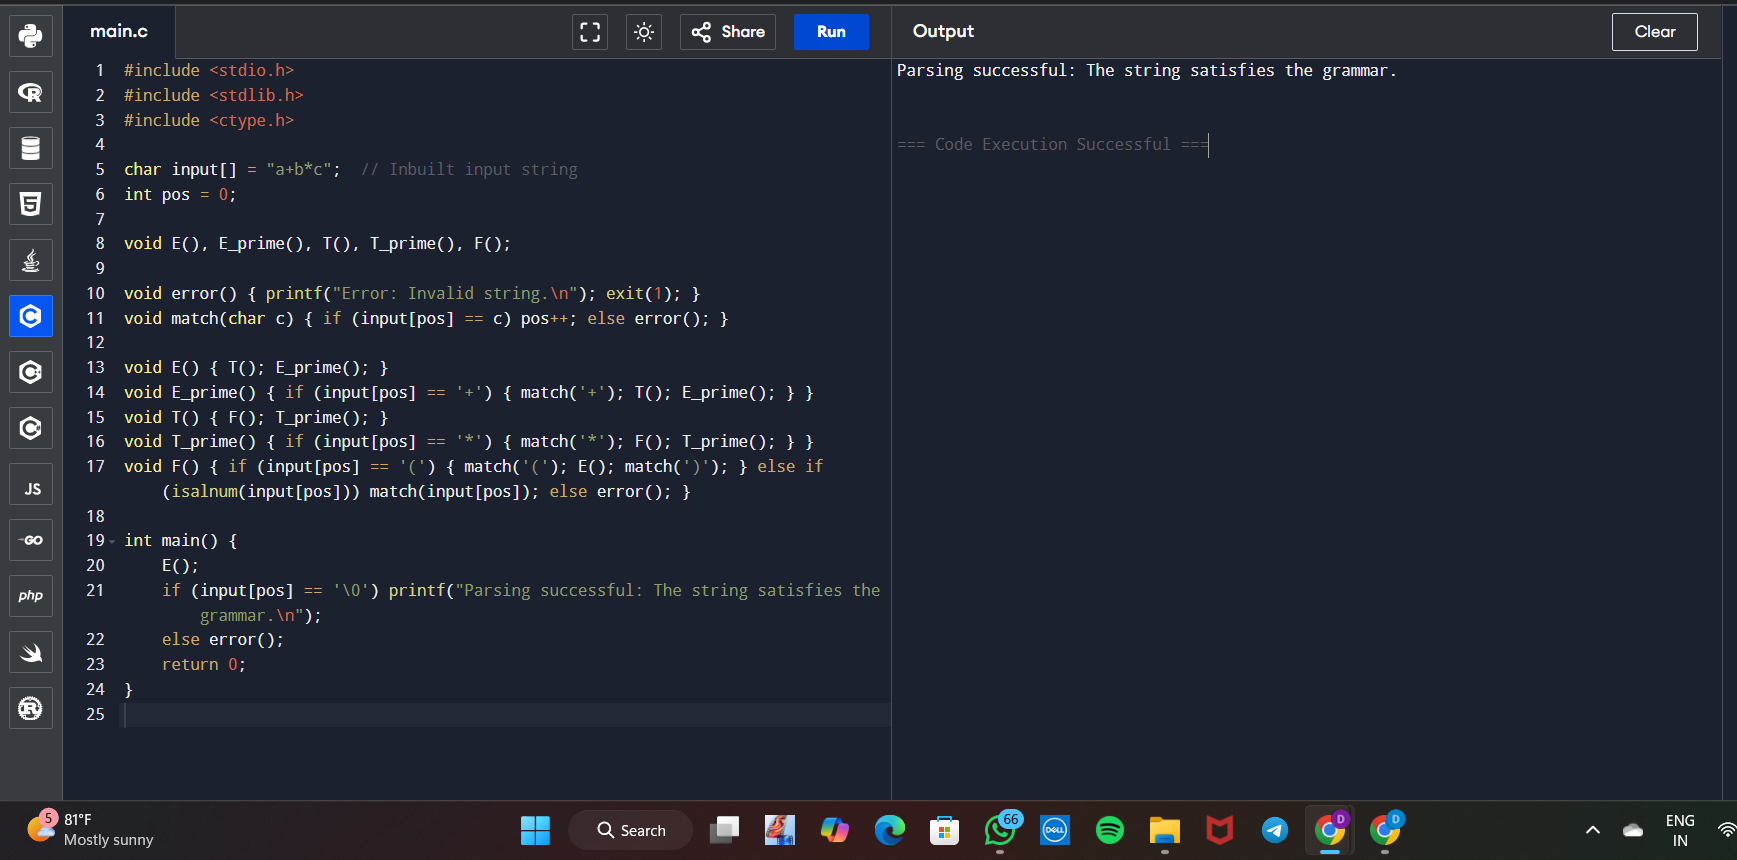 main.c
Share
Run
Output
Clear
1 #include <stdio.h>
2 #include <stdlib.h>
3 #include <ctype.h>
4
5 char input[] = "a+b*c";  // Inbuilt input string
6 int pos = 0;
7
8 void E(), E_prime(), T(), T_prime(), F();
9
10 void error() { printf("Error: Invalid string.\n"); exit(1); }
11 void match(char c) { if (input[pos] == c) pos++; else error(); }
12
13 void E() { T(); E_prime(); }
14 void E_prime() { if (input[pos] == '+') { match('+'); T(); E_prime(); } }
15 void T() { F(); T_prime(); }
16 void T_prime() { if (input[pos] == '*') { match('*'); F(); T_prime(); } }
17 void F() { if (input[pos] == '(') { match('('); E(); match(')'); } else if
(isalnum(input[pos])) match(input[pos]); else error(); }
18
19 int main() {
20     E();
21     if (input[pos] == '\0') printf("Parsing successful: The string satisfies the
grammar.\n");
22     else error();
23     return 0;
24 }
25
Parsing successful: The string satisfies the grammar.
=== Code Execution Successful ===
R
5
C
C
C
JS
GO
php
R
5
81°F
Mostly sunny
Search
66
DELL
D
D
ENG
IN